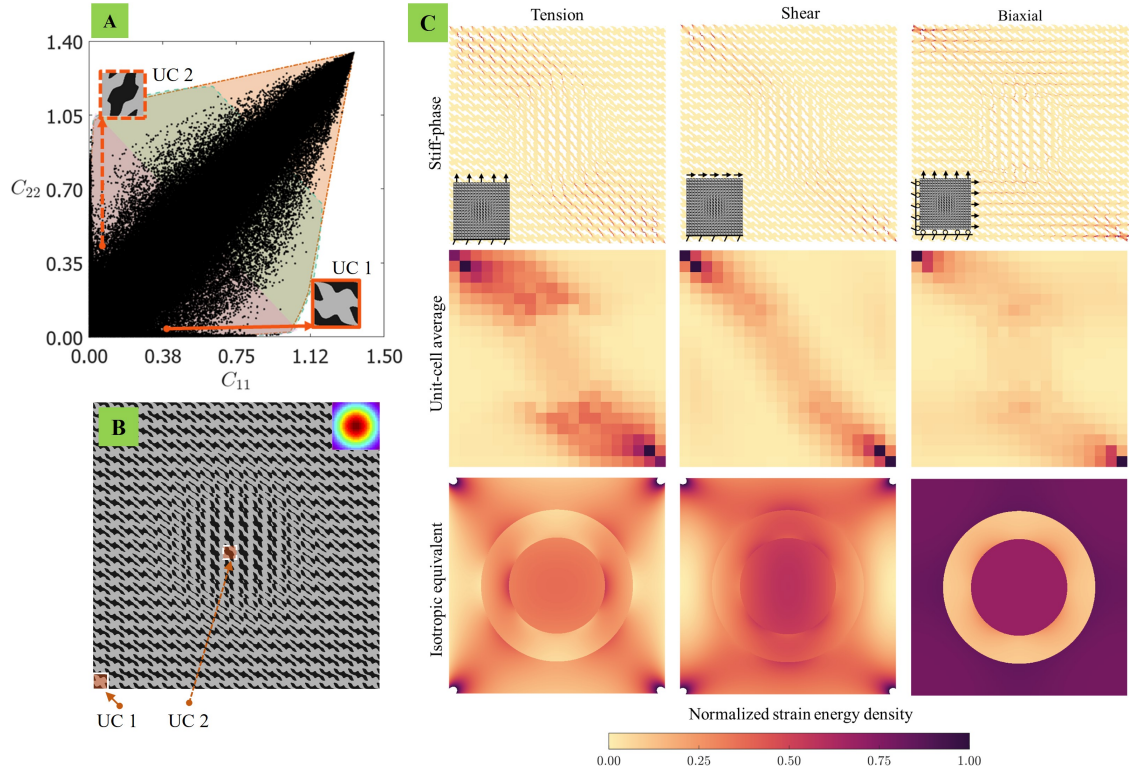 A
1.40
1.05
0.70
0.35
0.00
C22
UC 2
UC 1
0.00 0.38 0.75 1.12 1.50
C11
B
UC 1
UC 2
C
Tension Shear Biaxial
Stiff-phase
Unit-cell average
Isotropic equivalent
Normalized strain energy density
0.00 0.25 0.50 0.75 1.00